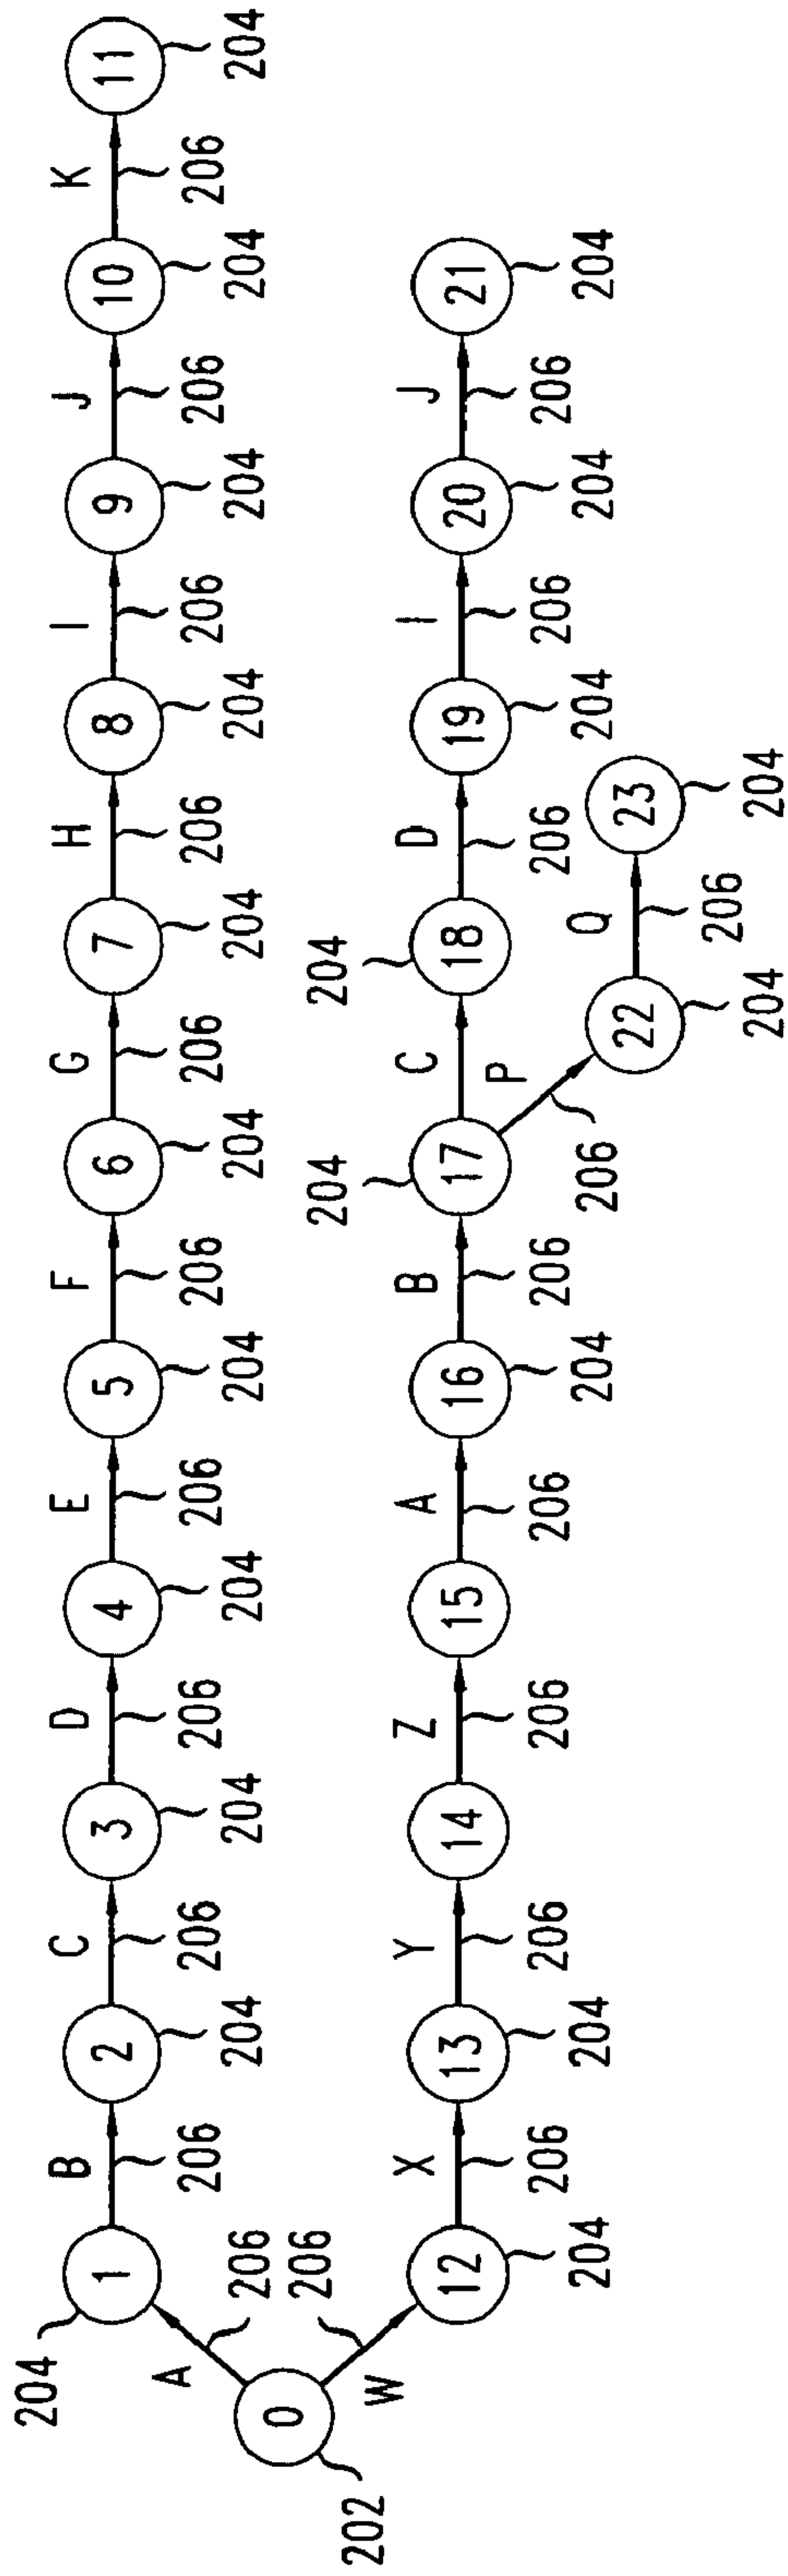 204
B C D E F G H I J K
1 2 3 4 5 6 7 8 9 10 11
A
206 206 206 206 206 206 206 206 206 206
204 204 204 204 204 204 204 204 204 204
206
0
206
204 204
202
W
X Y Z A B C D I J
12 13 14 15 16 17 18 19 20 21
P
206 206 206 206 206 206 206 206
204 204 204 204 204 204
Q
206
22 23
206
204 204